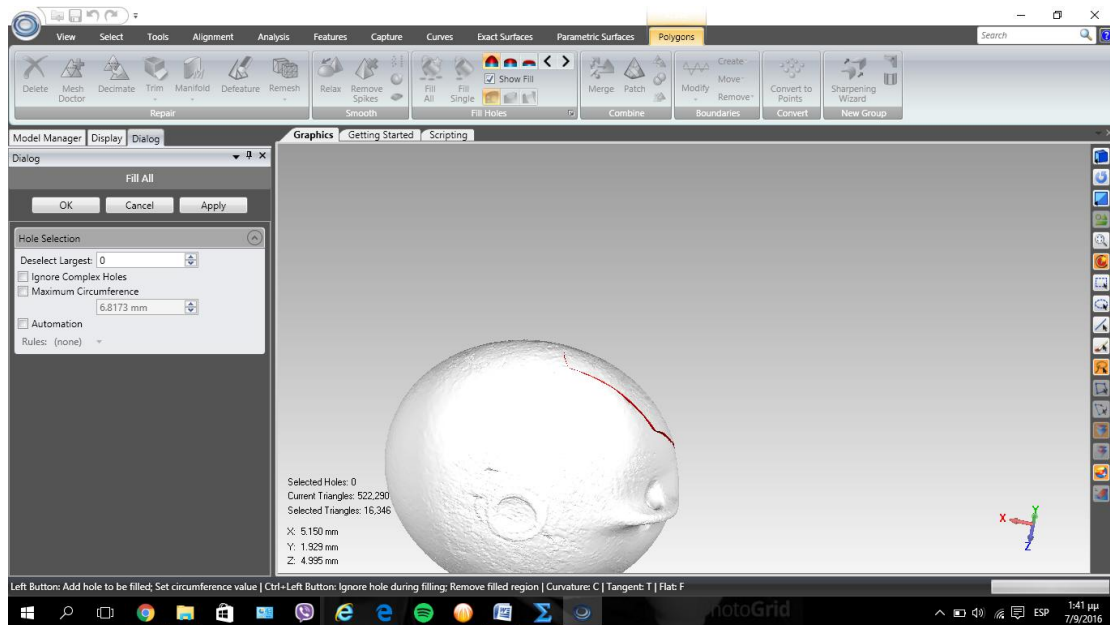 View Select Tools Alignment Analysis Features Capture Curves Exact Surfaces Parametric Surfaces Polygons Search
Delete Mesh Doctor Decimate Trim Manifold Defeature Remesh Relax Remove Spikes Fill All Fill Single Show Fill Merge Patch Modify Create Move Remove Convert to Points Sharpening Wizard
Repair Smooth Fill Holes Combine Boundaries Convert New Group
Model Manager Display Dialog Graphics Getting Started Scripting
Dialog
Fill All
OK Cancel Apply
Hole Selection
Deselect Largest: 0
Ignore Complex Holes
Maximum Circumference
6.8173 mm
Automation
Rules: (none)
Selected Holes: 0
Current Triangles: 522,290
Selected Triangles: 16,346
X: 5.150 mm
Y: 1.929 mm
Z: 4.995 mm
X Y
Z
Left Button: Add hole to be filled; Set circumference value | Ctrl+Left Button: Ignore hole during filling; Remove filled region | Curvature: C | Tangent: T | Flat: F
hotoGrid
ESP 1:41 μμ
7/9/2016